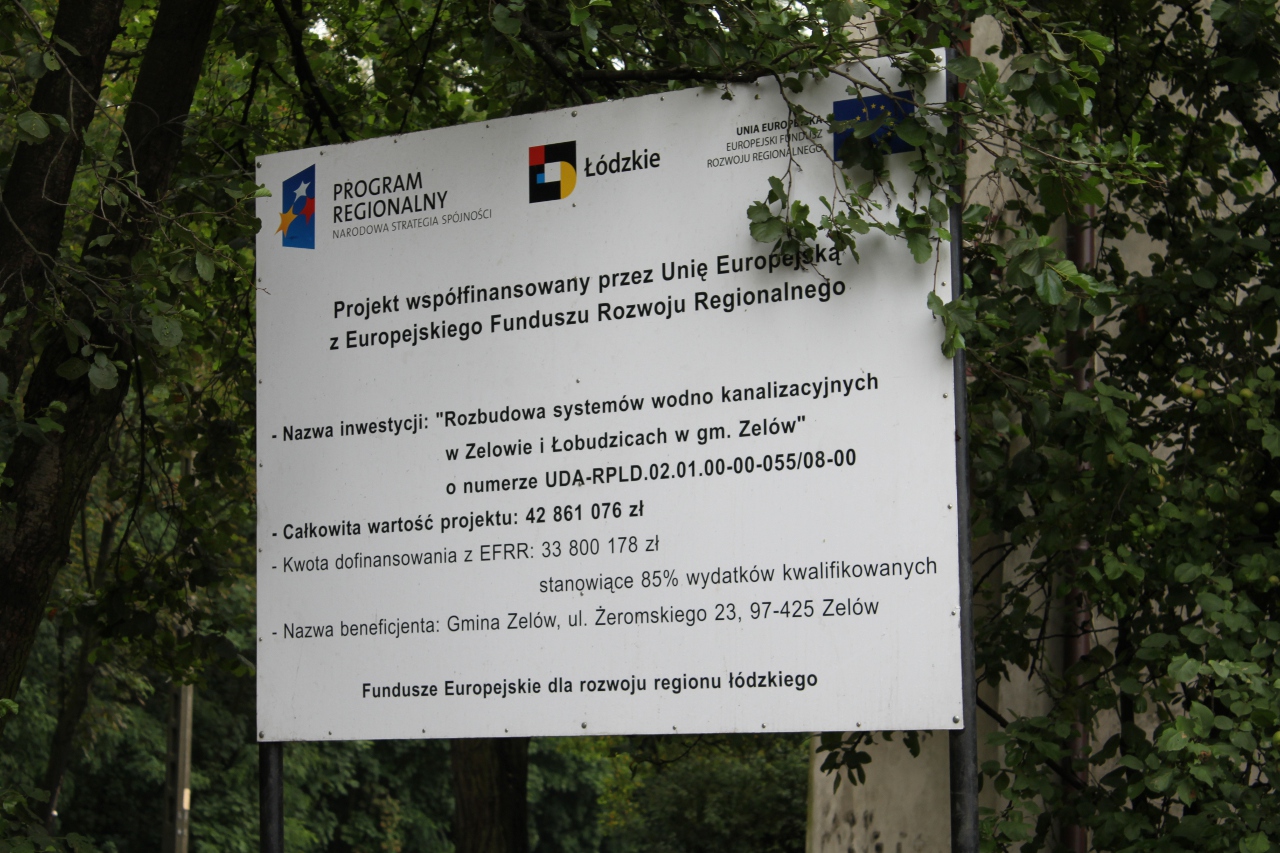 PROGRAM
REGIONALNY
NARODOWA STRATEGIA SPÓJNOŚCI
Łódzkie
UNIA EUROPEJSKA
EUROPEJSKI FUNDUSZ
ROZWOJU REGIONALNEGO
Projekt współfinansowany przez Unię Europejską
z Europejskiego Funduszu Rozwoju Regionalnego
- Nazwa inwestycji: "Rozbudowa systemów wodno kanalizacyjnych
w Zelowie i Łobudzicach w gm. Zelów"
o numerze UDA-RPLD.02.01.00-00-055/08-00
- Całkowita wartość projektu: 42 861 076 zł
- Kwota dofinansowania z EFRR: 33 800 178 zł
stanowiące 85% wydatków kwalifikowanych
- Nazwa beneficjenta: Gmina Zelów, ul. Żeromskiego 23, 97-425 Zelów
Fundusze Europejskie dla rozwoju regionu łódzkiego